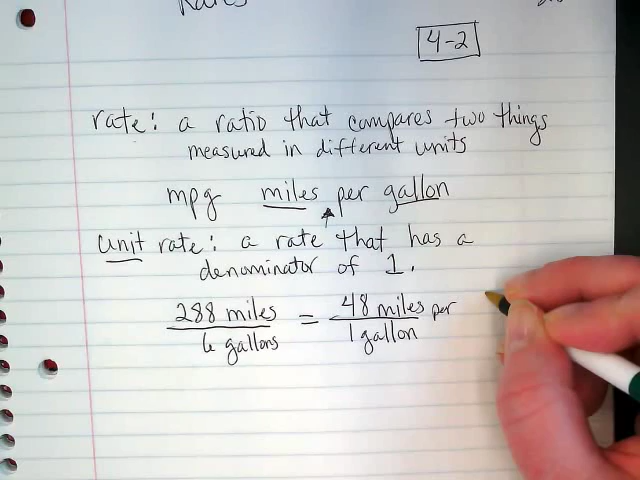 4-2
rate: a ratio that compares two things
measured in different units
mpg miles per gallon
unit rate: a rate that has a
denominator of 1.
288 miles / 6 gallons = 48 miles / 1 gallon per